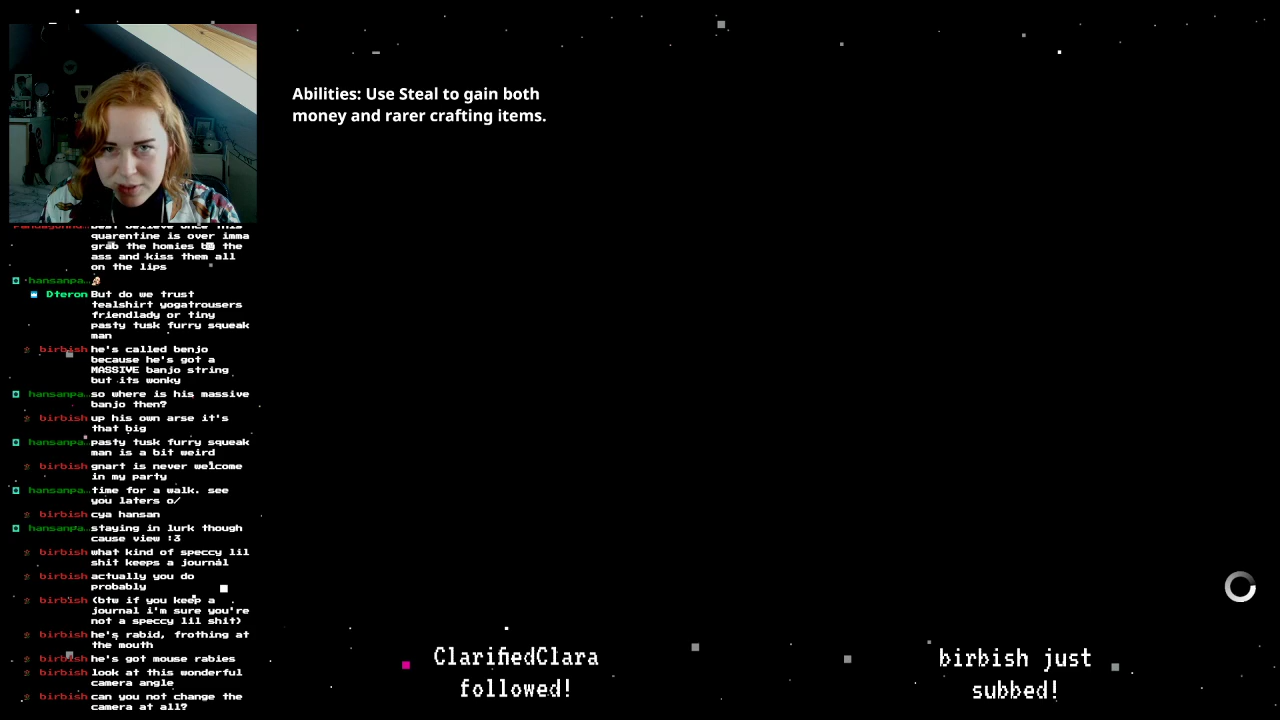 Abilities: Use Steal to gain both
money and rarer crafting items.
quarentine is over imma
grab the homies by the
ass and kiss them all
on the lips
hansanpa..
Dteron But do we trust
tealshirt yogatrousers
friendlady or tiny
pasty tusk furry squeak
man
birbish he's called benjo
because he's got a
MASSIVE banjo string
but its wonky
hansanpa.. so where is his massive
banjo then?
birbish up his own arse it's
that big
hansanpa.. pasty tusk furry squeak
man is a bit weird
birbish gnart is never welcome
in my party
hansanpa.. time for a walk. see
you laters o/
birbish cya hansan
hansanpa.. staying in lurk though
cause view :3
birbish what kind of speccy lil
shit keeps a journal
birbish actually you do
probably
birbish (btw if you keep a
journal i'm sure you're
not a speccy lil shit)
birbish he's rabid, frothing at
the mouth
birbish he's got mouse rabies
birbish look at this wonderful
camera angle
birbish can you not change the
camera at all?
ClarifiedClara
followed!
birbish just
subbed!